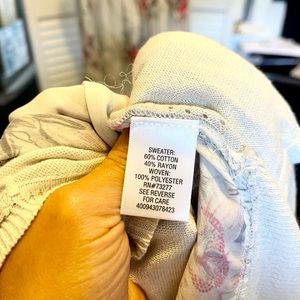 SWEATER:
60% COTTON
40% RAYON
WOVEN:
100% POLYESTER
RN#73277
SEE REVERSE
FOR CARE
400943078423